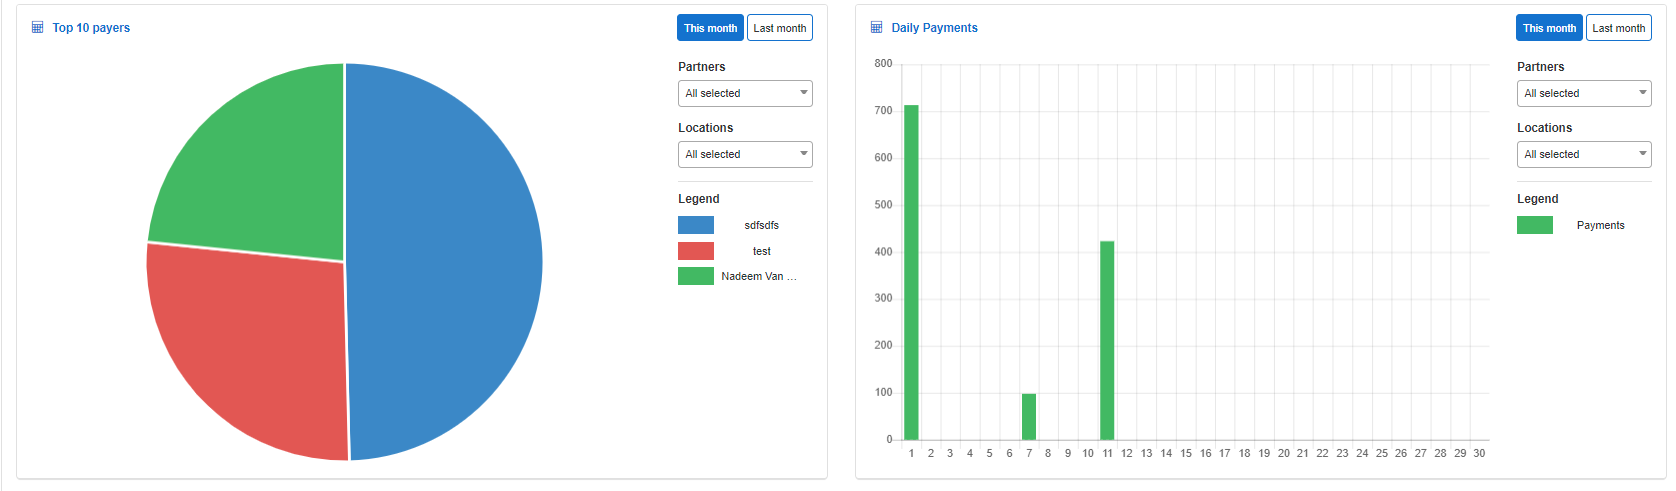 Top 10 payers
This month
Last month
Partners
All selected
Locations
All selected
Legend
sdfsdfs
test
Nadeem Van ...
Daily Payments
This month
Last month
800
700
600
500
400
300
200
100
0
1 2 3 4 5 6 7 8 9 10 11 12 13 14 15 16 17 18 19 20 21 22 23 24 25 26 27 28 29 30
Partners
All selected
Locations
All selected
Legend
Payments